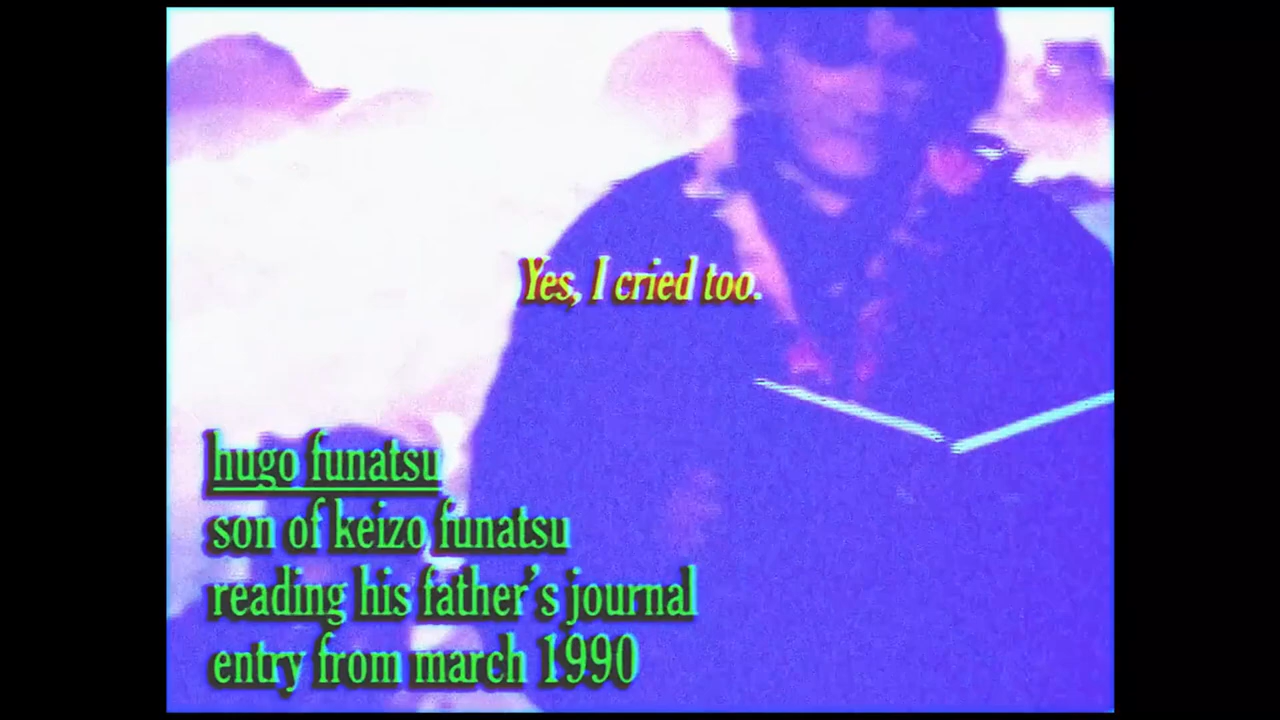 Yes, I cried too.
hugo funatsu
son of keizo funatsu
reading his father's journal
entry from march 1990